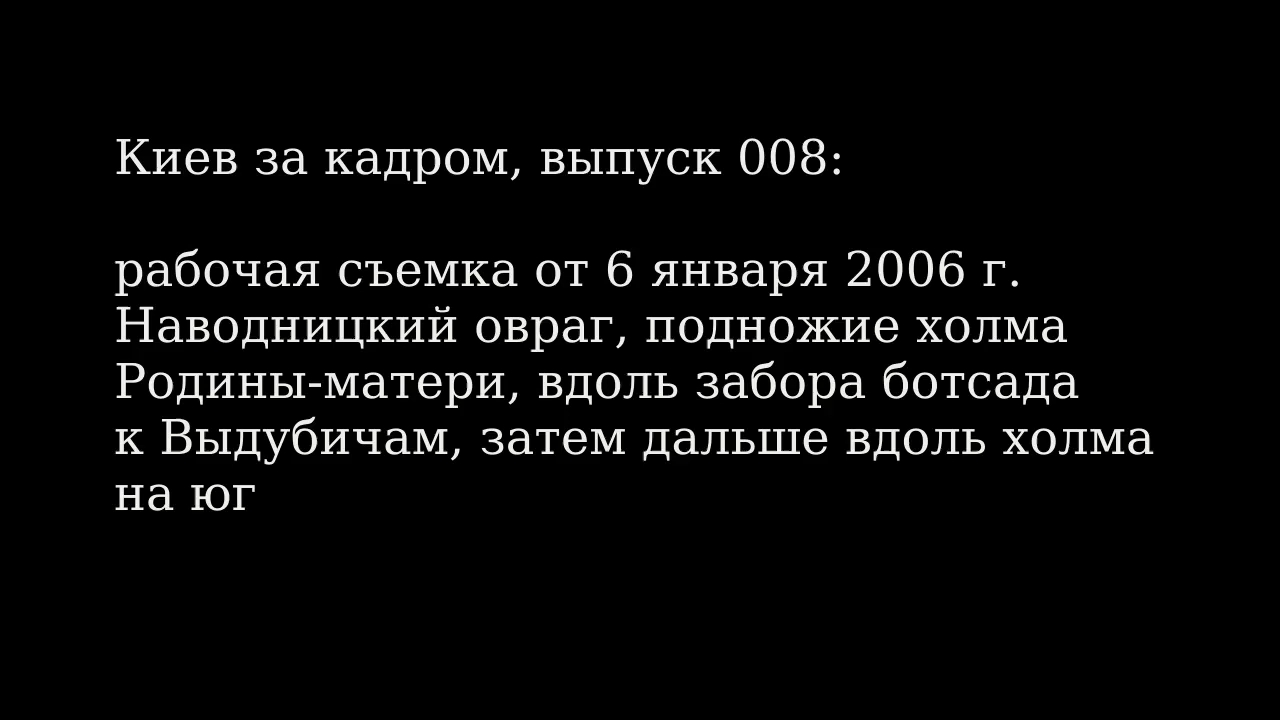 Киев за кадром, выпуск 008:
рабочая съемка от 6 января 2006 г.
Наводницкий овраг, подножие холма
Родины-матери, вдоль забора ботсада
к Выдубичам, затем дальше вдоль холма
на юг